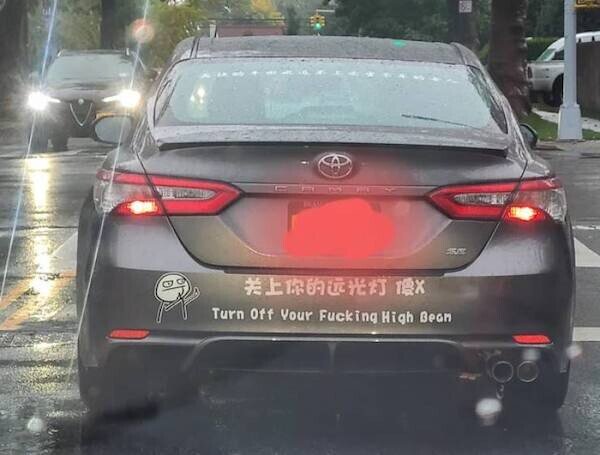 CAMRY
SE
关上你的远光灯 傻X
Turn Off Your Fucking High Beam